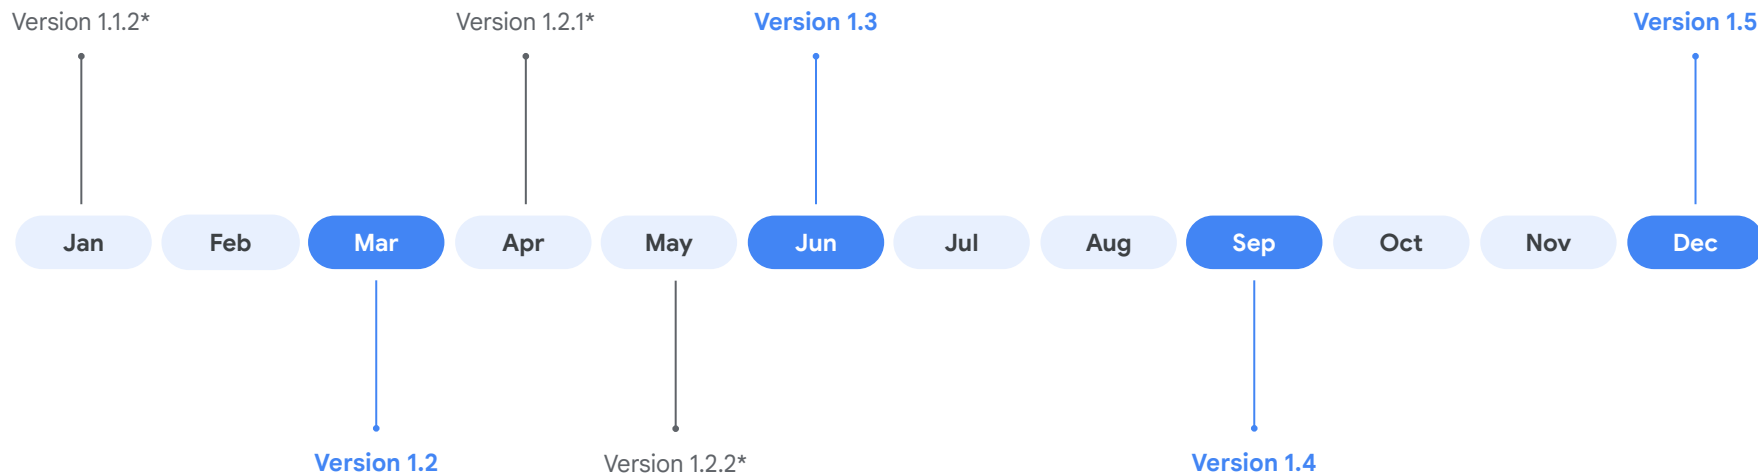 Version 1.1.2*
Version 1.2.1*
Version 1.3
Version 1.5
Jan
Feb
Mar
Apr
May
Jun
Jul
Aug
Sep
Oct
Nov
Dec
Version 1.2
Version 1.2.2*
Version 1.4